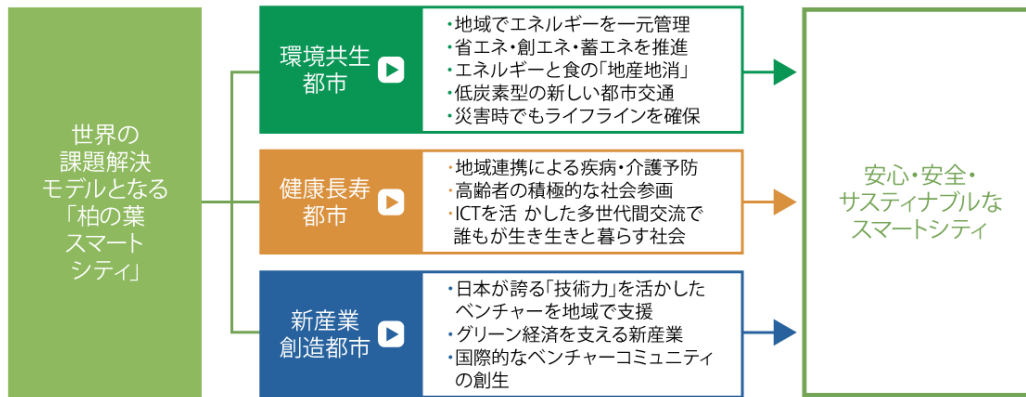 世界の
課題解決
モデルとなる
「柏の葉
スマート
シティ」
環境共生
都市
・地域でエネルギーを一元管理
・省エネ・創エネ・蓄エネを推進
・エネルギーと食の「地産地消」
・低炭素型の新しい都市交通
・災害時でもライフラインを確保
健康長寿
都市
・地域連携による疾病・介護予防
・高齢者の積極的な社会参画
・ICTを活 かした多世代間交流で
誰もが生き生きと暮らす社会
新産業
創造都市
・日本が誇る「技術力」を活かした
ベンチャーを地域で支援
・グリーン経済を支える新産業
・国際的なベンチャーコミュニティ
の創生
安心・安全・
サスティナブルな
スマートシティ